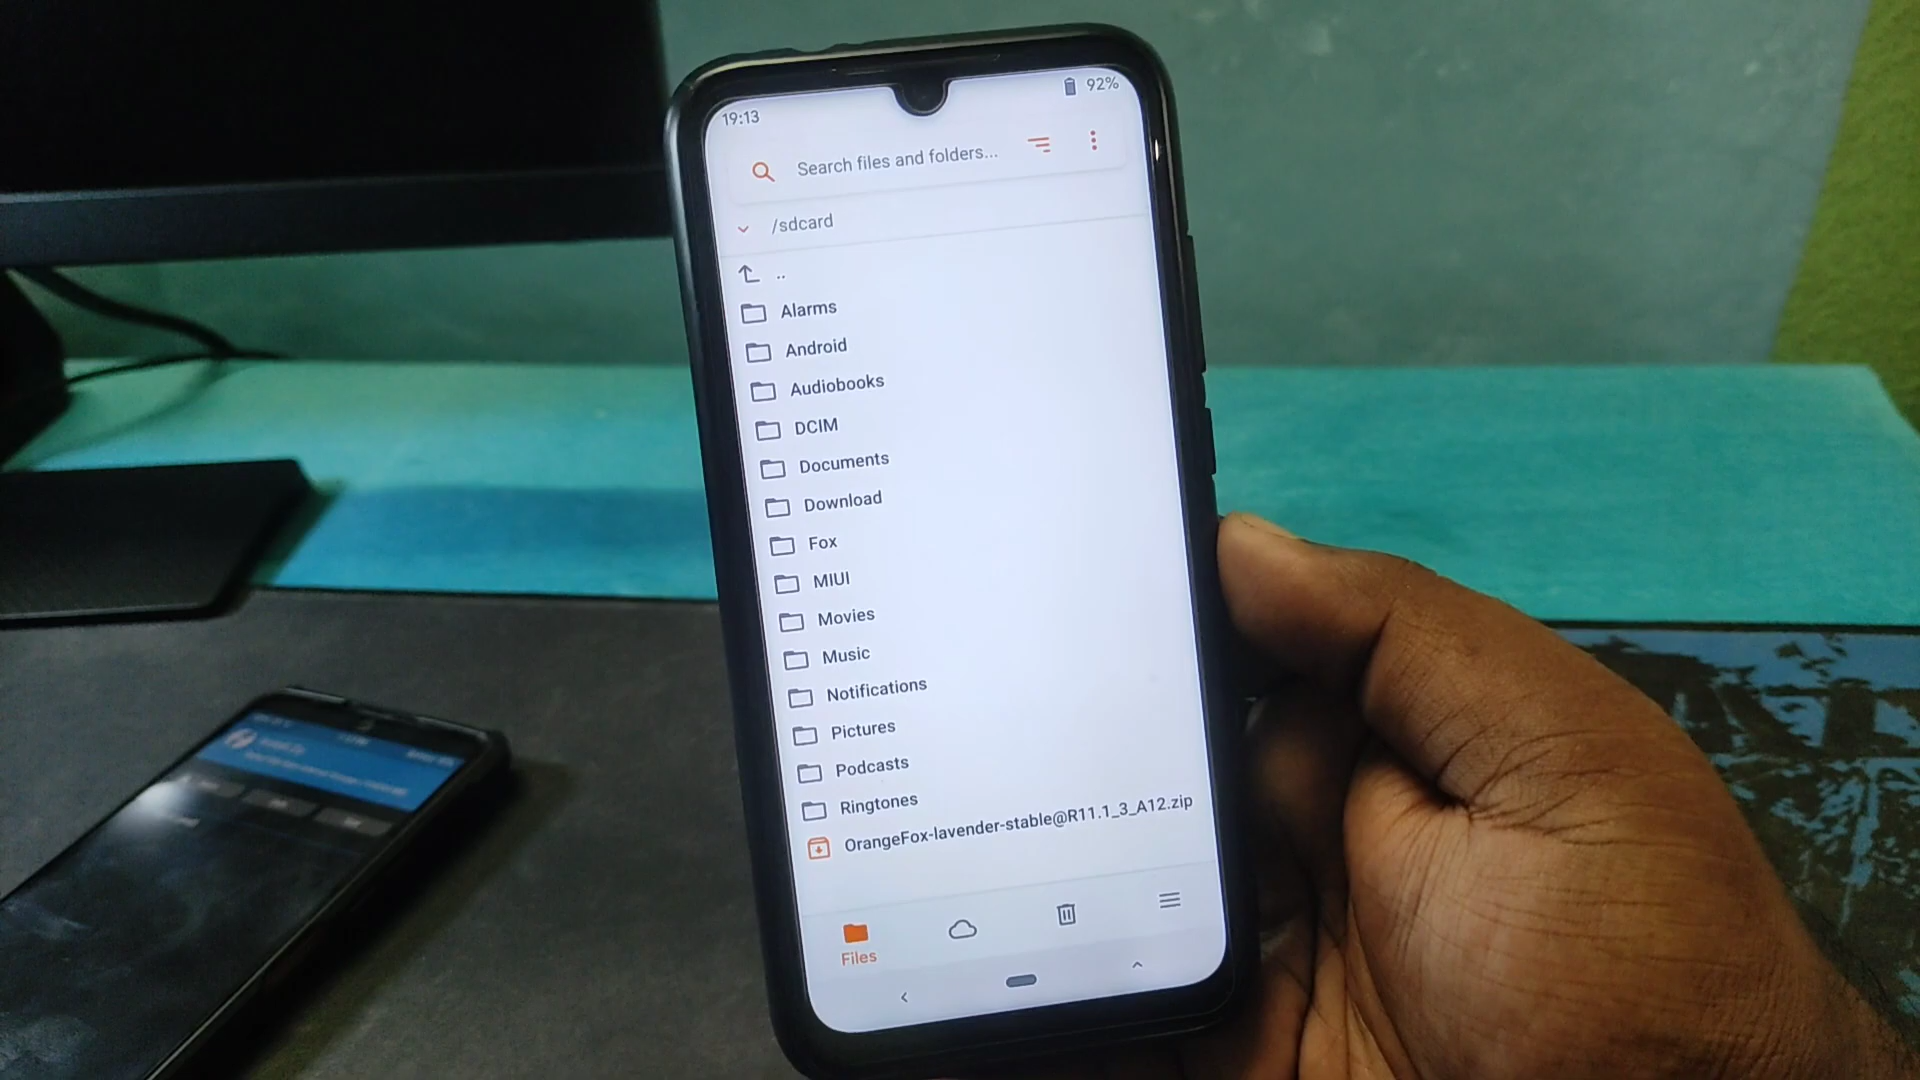 19:13
92%
Search files and folders...
/sdcard
..
Alarms
Android
Audiobooks
DCIM
Documents
Download
Fox
MIUI
Movies
Music
Notifications
Pictures
Podcasts
Ringtones
OrangeFox-lavender-stable@R11.1_3_A12.zip
Files